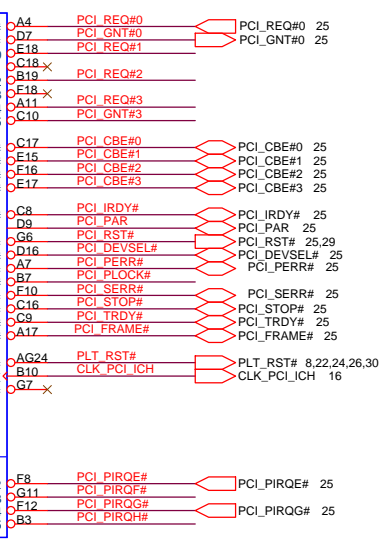 A4 PCI_REQ#0 PCI_REQ#0 25
D7 PCI_GNT#0 PCI_GNT#0 25
E18 PCI_REQ#1
C18
B19 PCI_REQ#2
F18
A11 PCI_REQ#3
C10 PCI_GNT#3
C17 PCI_CBE#0 PCI_CBE#0 25
E15 PCI_CBE#1 PCI_CBE#1 25
F16 PCI_CBE#2 PCI_CBE#2 25
E17 PCI_CBE#3 PCI_CBE#3 25
C8 PCI_IRDY# PCI_IRDY# 25
D9 PCI_PAR PCI_PAR 25
G6 PCI_RST# PCI_RST# 25,29
D16 PCI_DEVSEL# PCI_DEVSEL# 25
A7 PCI_PERR# PCI_PERR# 25
B7 PCI_PLOCK#
F10 PCI_SERR# PCI_SERR# 25
C16 PCI_STOP# PCI_STOP# 25
C9 PCI_TRDY# PCI_TRDY# 25
A17 PCI_FRAME# PCI_FRAME# 25
AG24 PLT_RST# PLT_RST# 8,22,24,26,30
B10 CLK_PCI_ICH CLK_PCI_ICH 16
G7
F8 PCI_PIRQE# PCI_PIRQE# 25
G11 PCI_PIRQF#
F12 PCI_PIRQG# PCI_PIRQG# 25
B3 PCI_PIRQH#